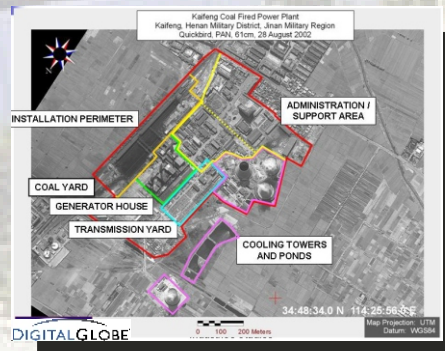 Kaifeng Coal Fired Power Plant
Kaifeng, Henan Military District, Jinan Military Region
Quickbird, PAN, 61cm, 28 August 2002
N
ADMINISTRATION /
SUPPORT AREA
INSTALLATION PERIMETER
COAL YARD
GENERATOR HOUSE
TRANSMISSION YARD
COOLING TOWERS
AND PONDS
34:48:34.0 N 114:25:56.0 E
Map Projection: UTM
Datum: WGS84
0 100 200 Meters
DIGITALGLOBE